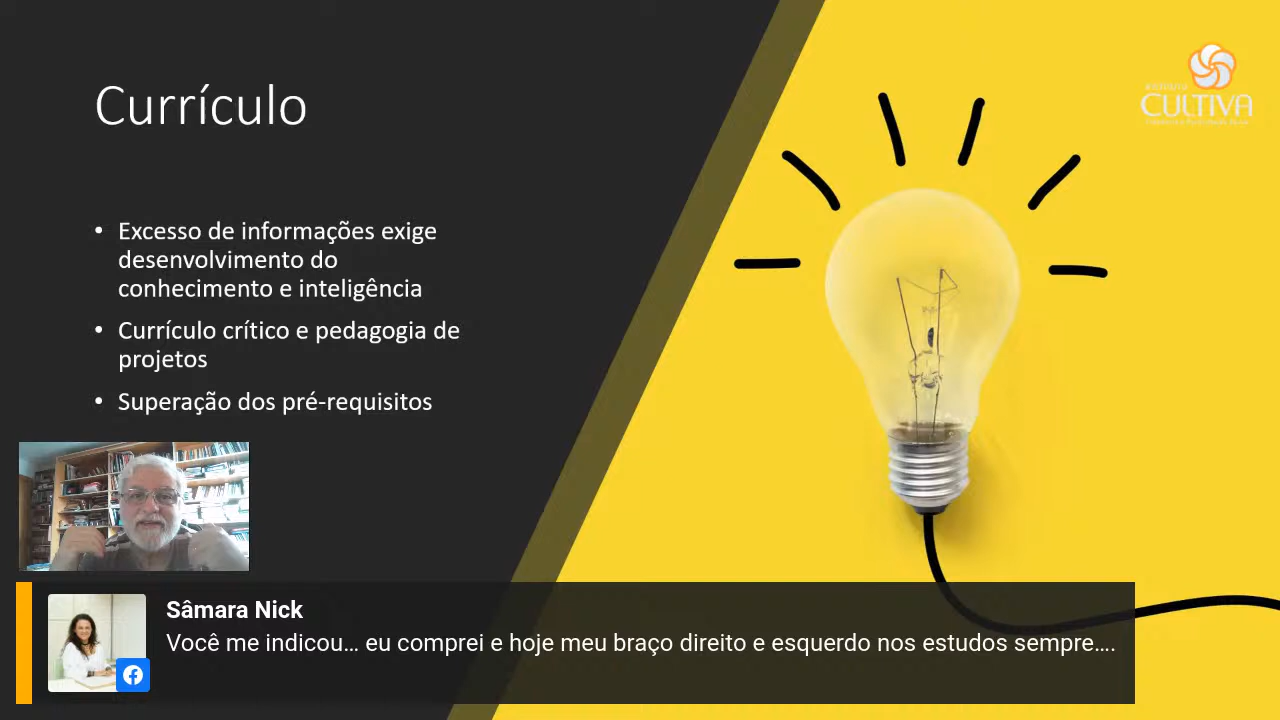 Currículo
CULTIVA
• Excesso de informações exige
desenvolvimento do
conhecimento e inteligência
• Currículo crítico e pedagogia de
projetos
• Superação dos pré-requisitos
Sâmara Nick
Você me indicou... eu comprei e hoje meu braço direito e esquerdo nos estudos sempre....